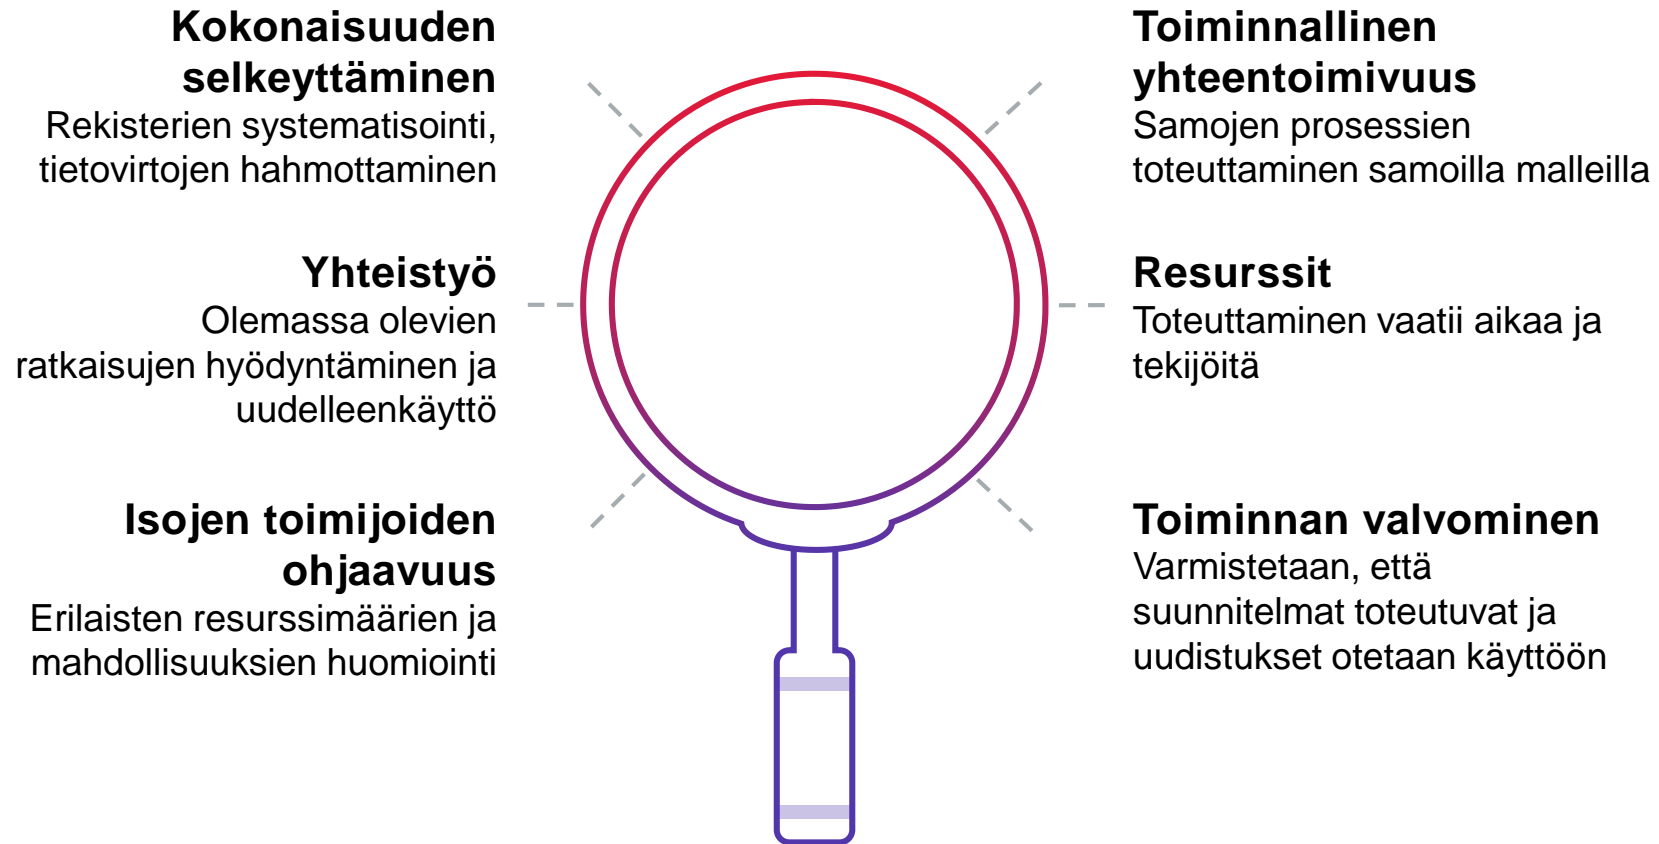 Kokonaisuuden
selkeyttäminen
Rekisterien systematisointi,
tietovirtojen hahmottaminen
Yhteistyö
Olemassa olevien
ratkaisujen hyödyntäminen ja
uudelleenkäyttö
Isojen toimijoiden
ohjaavuus
Erilaisten resurssimäärien ja
mahdollisuuksien huomiointi
Toiminnallinen
yhteentoimivuus
Samojen prosessien
toteuttaminen samoilla malleilla
Resurssit
Toteuttaminen vaatii aikaa ja
tekijöitä
Toiminnan valvominen
Varmistetaan, että
suunnitelmat toteutuvat ja
uudistukset otetaan käyttöön